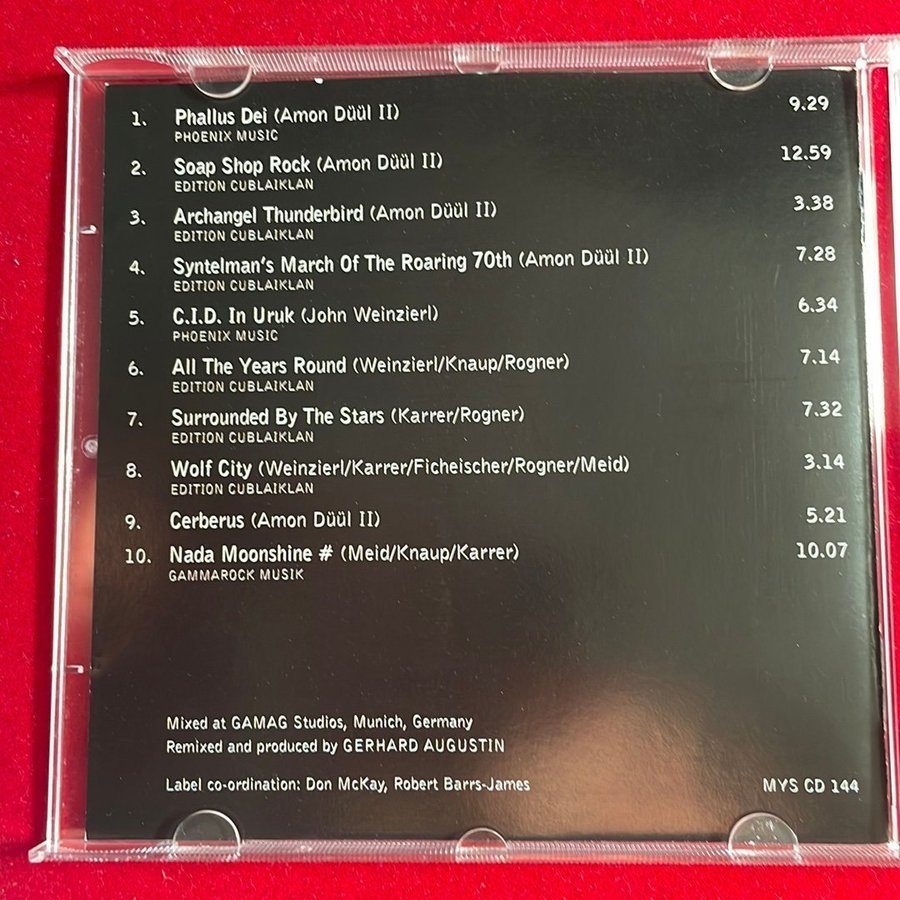 1. Phallus Dei (Amon Düül II) 9.29
PHOENIX MUSIC
2. Soap Shop Rock (Amon Düül II) 12.59
EDITION CUBLAIKLAN
3. Archangel Thunderbird (Amon Düül II) 3.38
EDITION CUBLAIKLAN
4. Syntelman's March Of The Roaring 70th (Amon Düül II) 7.28
EDITION CUBLAIKLAN
5. C.I.D. In Uruk (John Weinzierl) 6.34
PHOENIX MUSIC
6. All The Years Round (Weinzierl/Knaup/Rogner) 7.14
EDITION CUBLAIKLAN
7. Surrounded By The Stars (Karrer/Rogner) 7.32
EDITION CUBLAIKLAN
8. Wolf City (Weinzierl/Karrer/Ficheischer/Rogner/Meid) 3.14
EDITION CUBLAIKLAN
9. Cerberus (Amon Düül II) 5.21
10. Nada Moonshine # (Meid/Knaup/Karrer) 10.07
GAMMAROCK MUSIK
Mixed at GAMAG Studios, Munich, Germany
Remixed and produced by GERHARD AUGUSTIN
Label co-ordination: Don McKay, Robert Barrs-James MYS CD 144